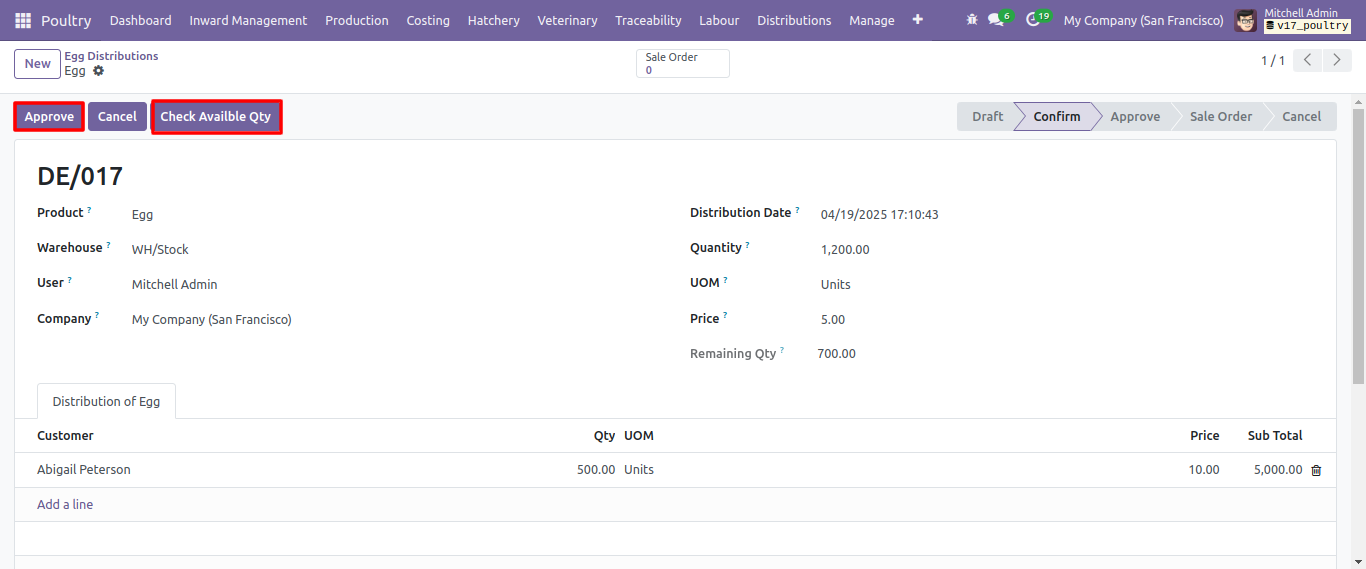 Poultry Dashboard Inward Management Production Costing Hatchery Veterinary Traceability Labour Distributions Manage + 6 19 My Company (San Francisco) Mitchell Admin
v17_poultry
New Egg Distributions Sale Order 1 / 1
Egg 0
Approve Cancel Check Availble Qty Draft Confirm Approve Sale Order Cancel
DE/017
Product ? Egg Distribution Date ? 04/19/2025 17:10:43
Warehouse ? WH/Stock Quantity ? 1,200.00
User ? Mitchell Admin UOM ? Units
Company ? My Company (San Francisco) Price ? 5.00
Remaining Qty ? 700.00
Distribution of Egg
Customer Qty UOM Price Sub Total
Abigail Peterson 500.00 Units 10.00 5,000.00
Add a line